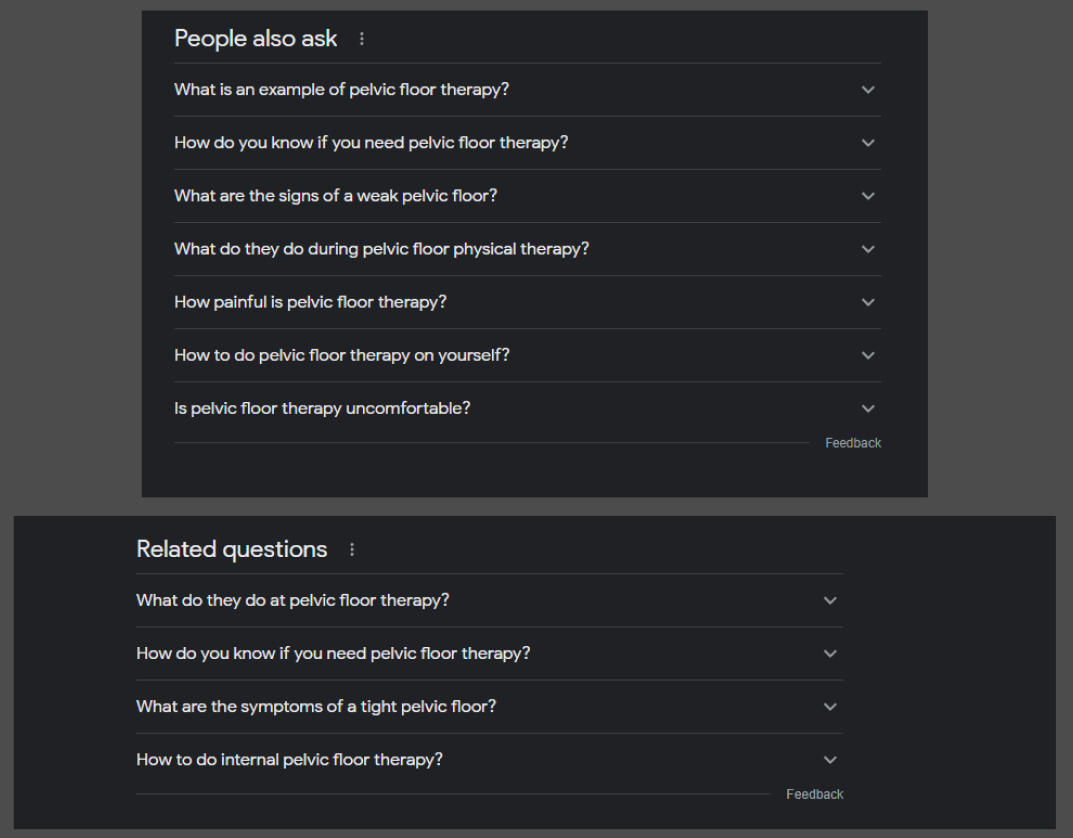 People also ask
What is an example of pelvic floor therapy?
How do you know if you need pelvic floor therapy?
What are the signs of a weak pelvic floor?
What do they do during pelvic floor physical therapy?
How painful is pelvic floor therapy?
How to do pelvic floor therapy on yourself?
Is pelvic floor therapy uncomfortable?
Feedback
Related questions
What do they do at pelvic floor therapy?
How do you know if you need pelvic floor therapy?
What are the symptoms of a tight pelvic floor?
How to do internal pelvic floor therapy?
Feedback